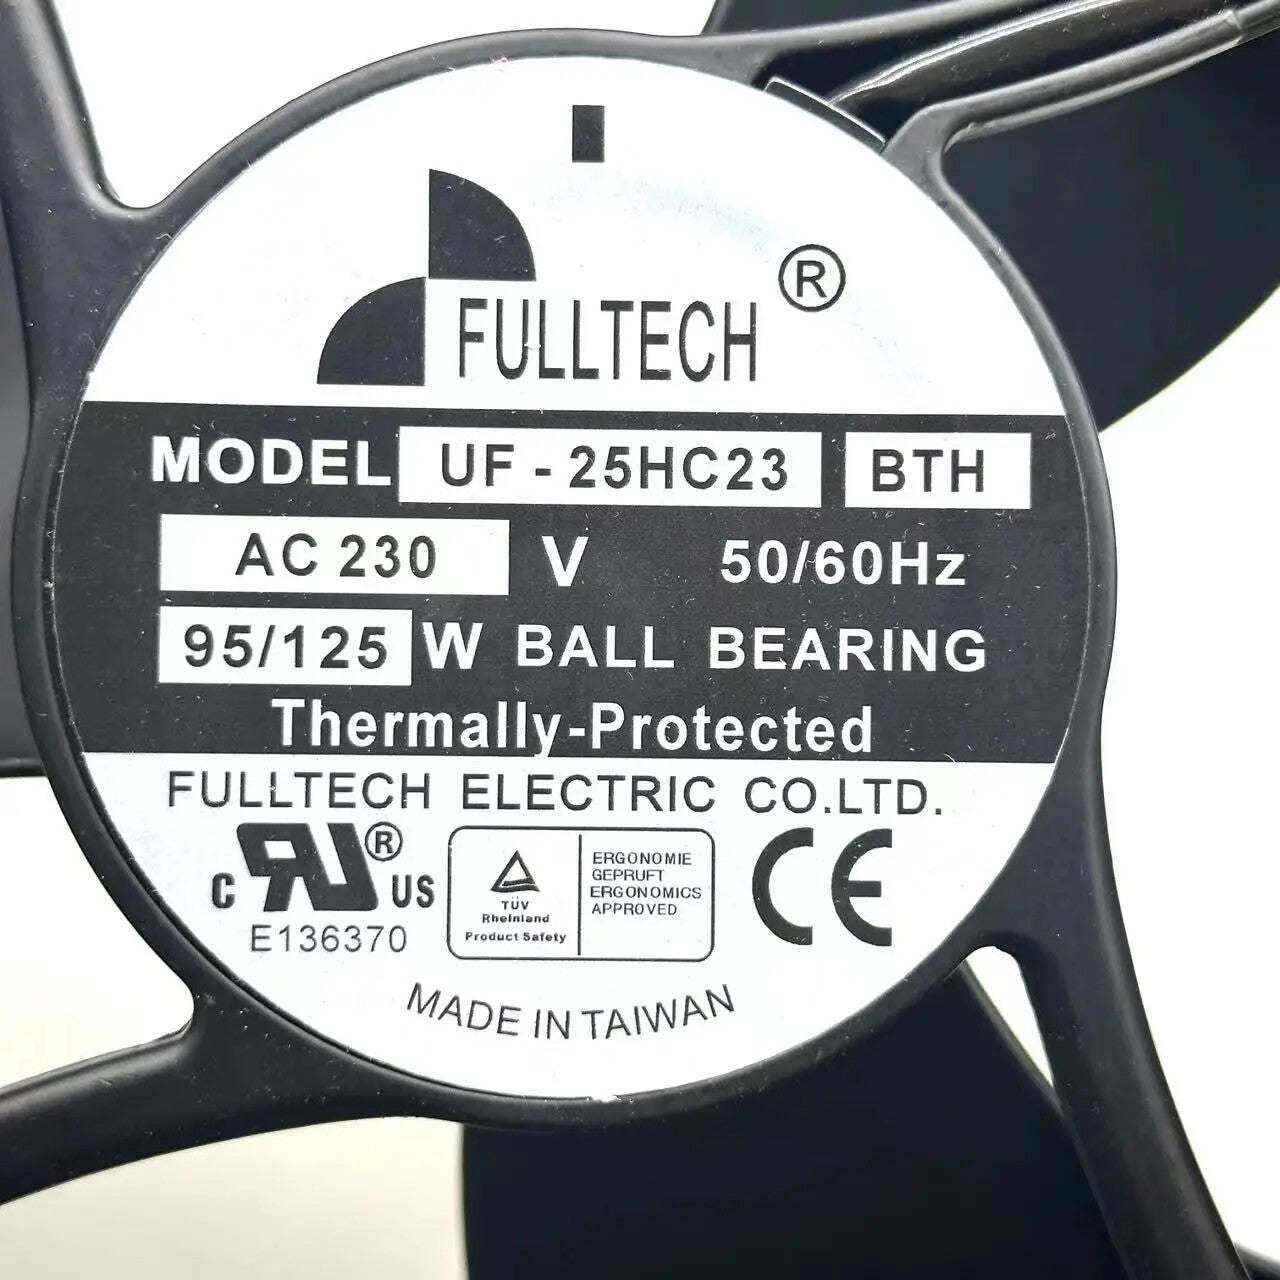 FULLTECH ®
MODEL UF - 25HC23 BTH
AC 230 V 50/60Hz
95/125 W BALL BEARING
Thermally-Protected
FULLTECH ELECTRIC CO.LTD.
c RU ® US
E136370
TÜV
Rheinland
Product Safety
ERGONOMIE
GEPRUFT
ERGONOMICS
APPROVED
CE
MADE IN TAIWAN